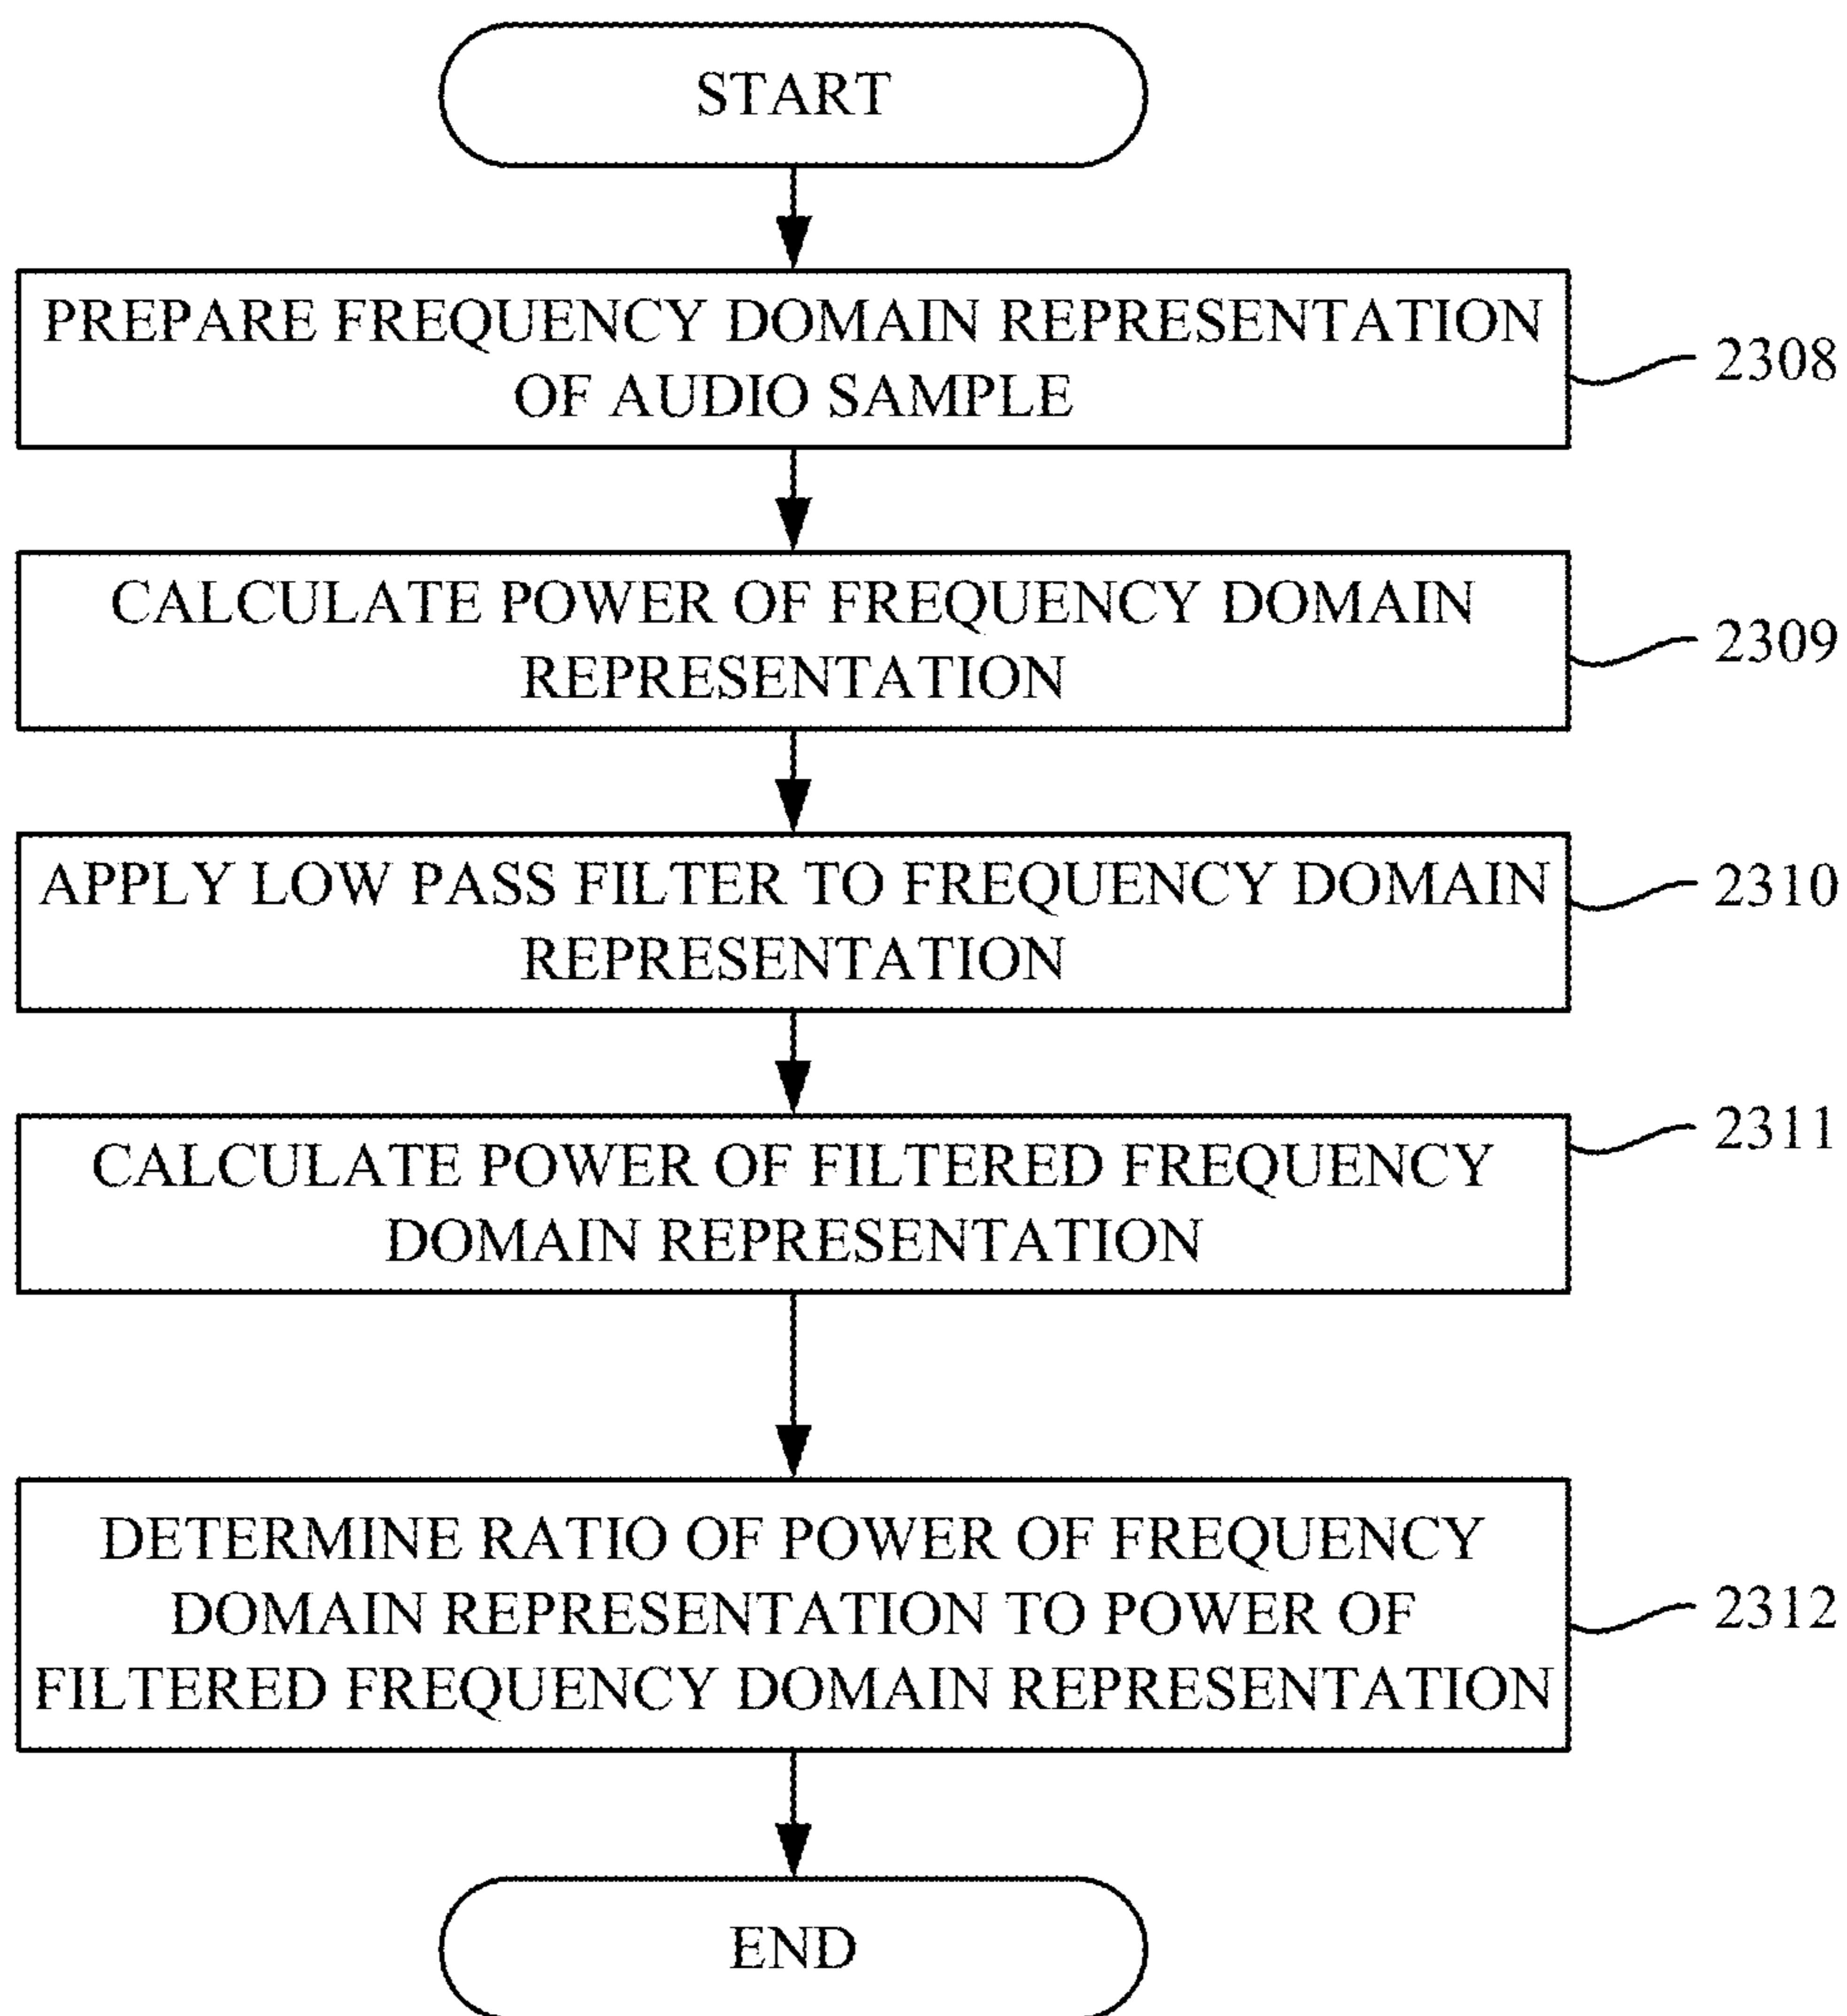 START
PREPARE FREQUENCY DOMAIN REPRESENTATION
OF AUDIO SAMPLE
2308
CALCULATE POWER OF FREQUENCY DOMAIN
REPRESENTATION
2309
APPLY LOW PASS FILTER TO FREQUENCY DOMAIN
REPRESENTATION
2310
CALCULATE POWER OF FILTERED FREQUENCY
DOMAIN REPRESENTATION
2311
DETERMINE RATIO OF POWER OF FREQUENCY
DOMAIN REPRESENTATION TO POWER OF
FILTERED FREQUENCY DOMAIN REPRESENTATION
2312
END